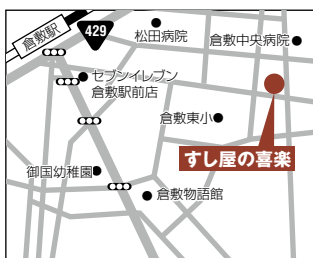 倉敷駅
429
松田病院
倉敷中央病院
セブンイレブン
倉敷駅前店
倉敷東小
すし屋の喜楽
御国幼稚園
倉敷物語館